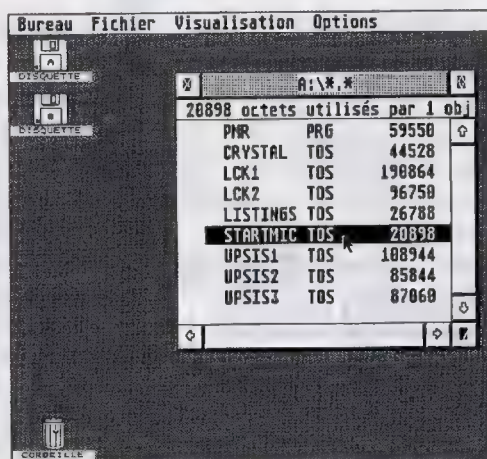 Bureau Fichier Visualisation Options
DISQUETTE
DISQUETTE
A:\*.*
20898 octets utilisés par 1 obj
PMR PRG 59550
CRYSTAL TOS 44528
LCK1 TOS 190864
LCK2 TOS 96750
LISTINGS TOS 26788
STARTMIC TOS 20898
UPSIS1 TOS 108944
UPSIS2 TOS 85844
UPSIS3 TOS 87060
CORBEILLE